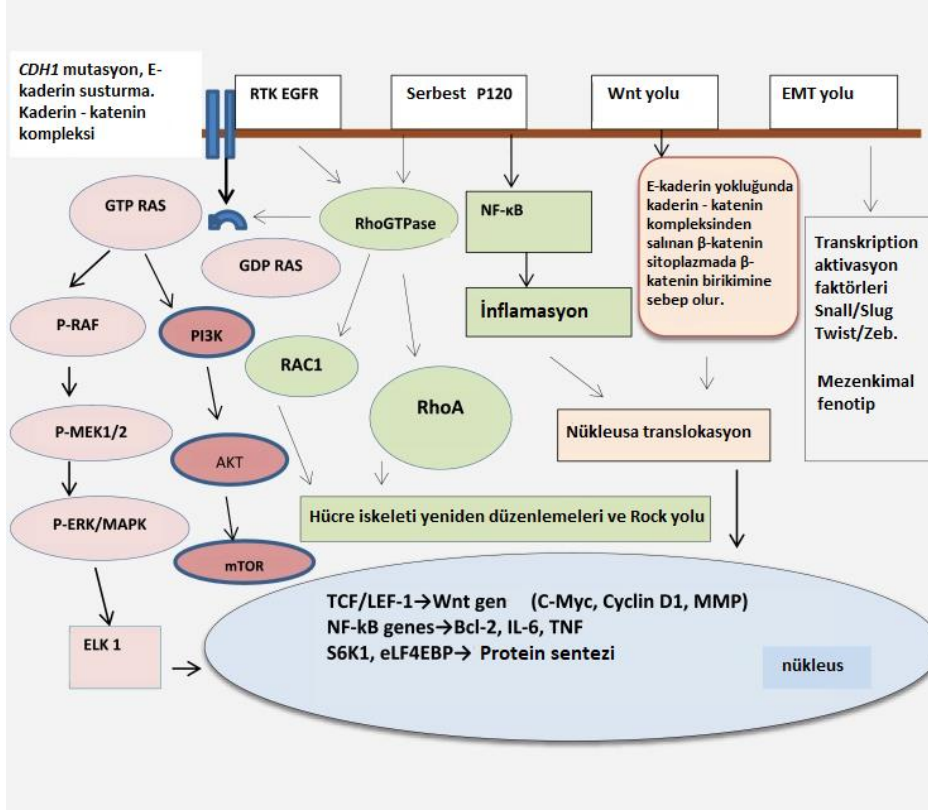 CDH1 mutasyon, E-
kaderin susturma.
Kaderin - katenin
kompleksi
RTK EGFR
Serbest P120
Wnt yolu
EMT yolu
GTP RAS
GDP RAS
RhoGTPase
NF-κB
E-kaderin yokluğunda
kaderin - katenin
kompleksinden
salınan β-katenin
sitoplazmada β-
katenin birikimine
sebep olur.
Transkription
aktivasyon
faktörleri
Snall/Slug
Twist/Zeb.
Mezenkimal
fenotip
P-RAF
PI3K
RAC1
İnflamasyon
RhoA
P-MEK1/2
AKT
Nükleusa translokasyon
P-ERK/MAPK
mTOR
Hücre iskeleti yeniden düzenlemeleri ve Rock yolu
ELK 1
TCF/LEF-1→Wnt gen (C-Myc, Cyclin D1, MMP)
NF-kB genes→Bcl-2, IL-6, TNF
S6K1, eLF4EBP→ Protein sentezi
nükleus